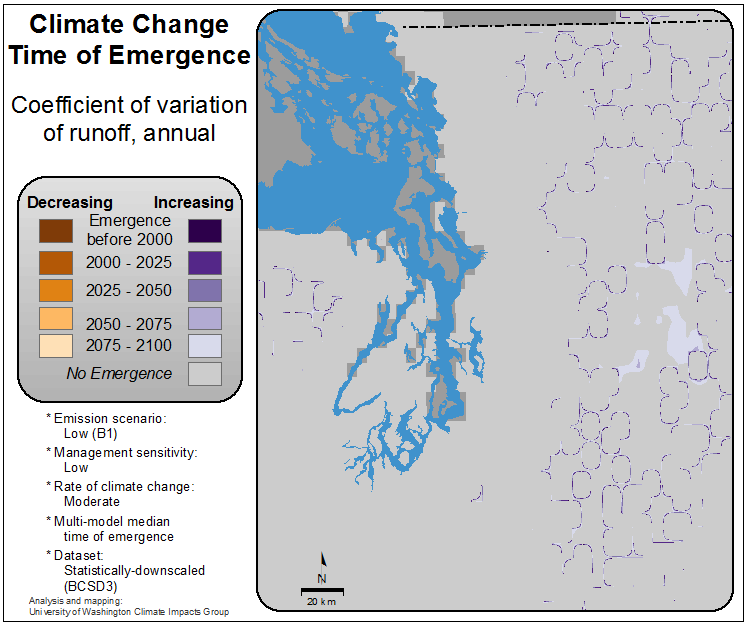 Climate Change
Time of Emergence
Coefficient of variation
of runoff, annual
Decreasing Increasing
Emergence
before 2000
2000 - 2025
2025 - 2050
2050 - 2075
2075 - 2100
No Emergence
* Emission scenario:
Low (B1)
* Management sensitivity:
Low
* Rate of climate change:
Moderate
* Multi-model median
time of emergence
* Dataset:
Statistically-downscaled
(BCSD3)
Analysis and mapping:
University of Washington Climate Impacts Group
N
20 km